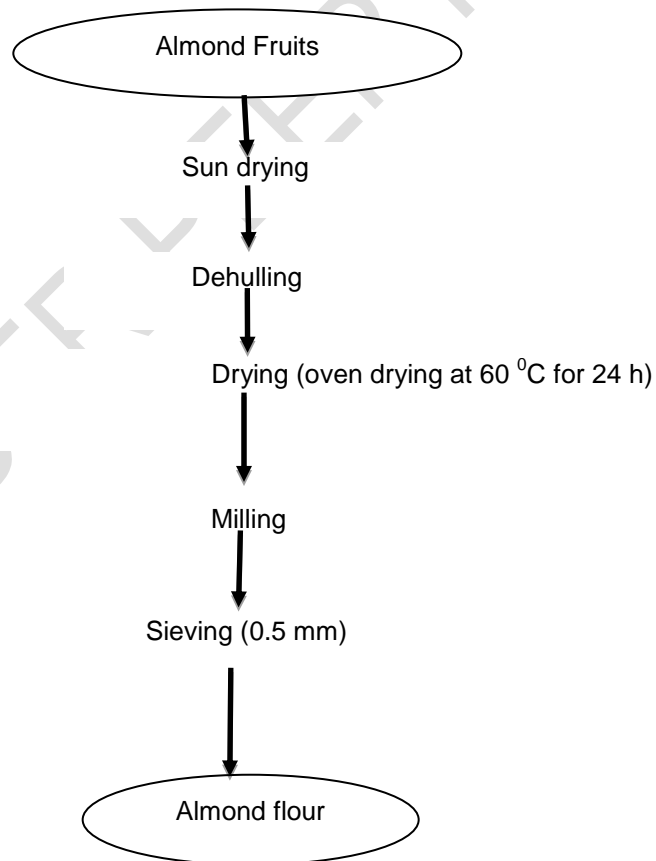 Almond Fruits
Sun drying
Dehulling
Drying (oven drying at 60 ⁰C for 24 h)
Milling
Sieving (0.5 mm)
Almond flour